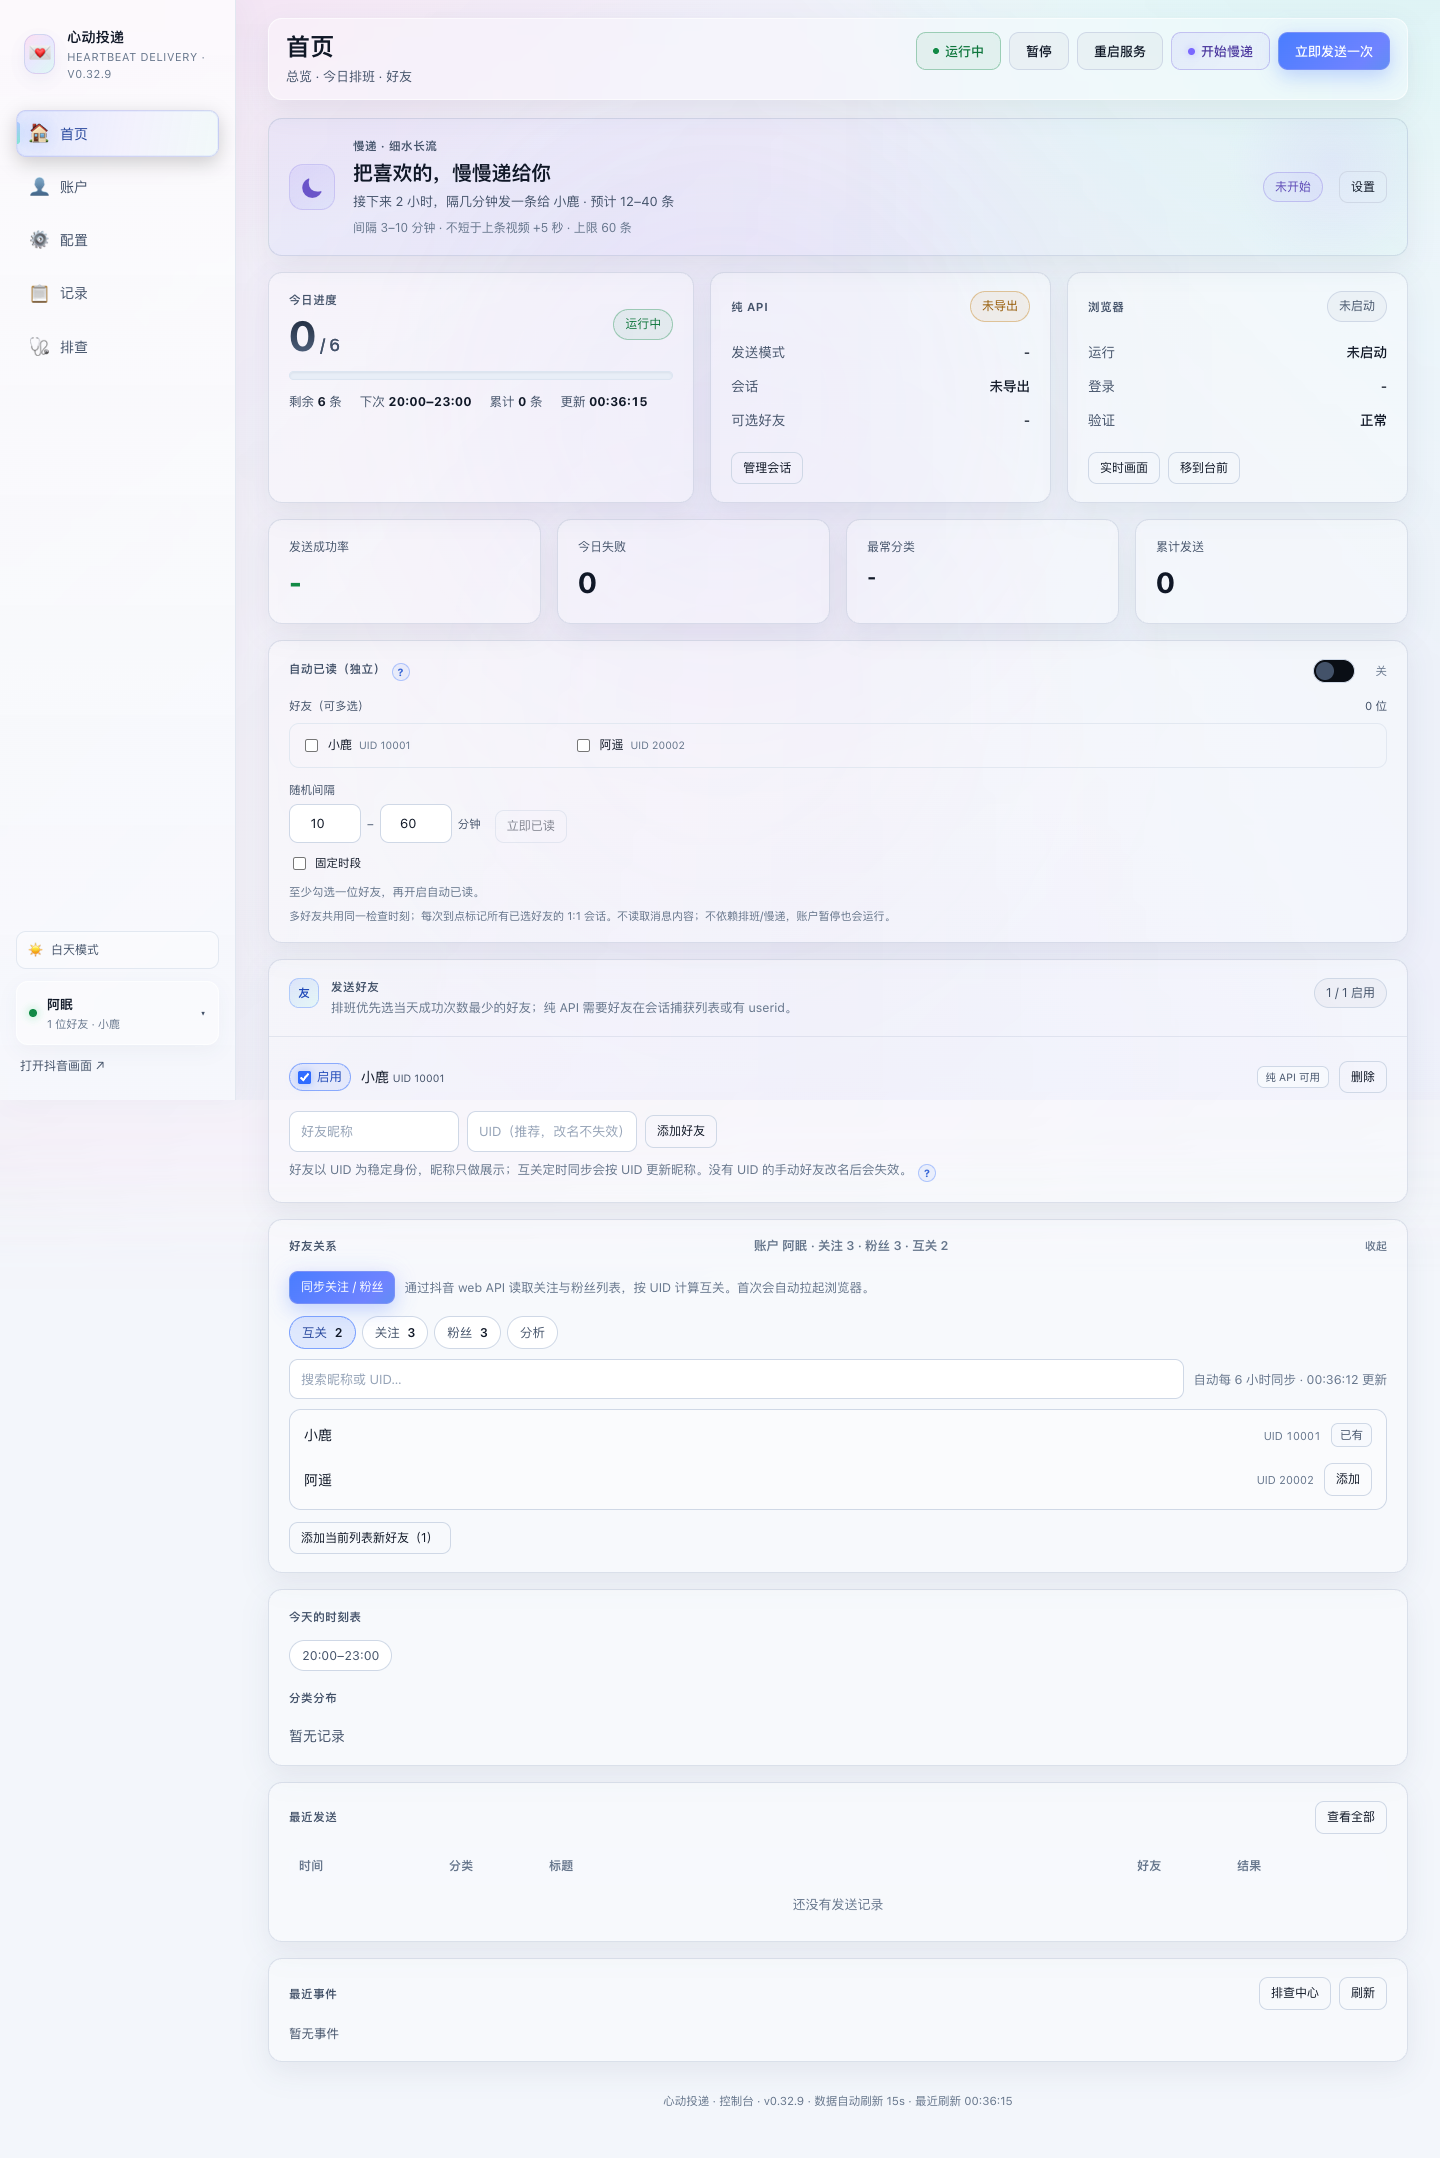 心动投递
HEARTBEAT DELIVERY ·
V0.32.9
首页
账户
配置
记录
排查
白天模式
阿眠
1 位好友 · 小鹿
打开抖音画面 ↗
首页
总览 · 今日排班 · 好友
运行中
暂停
重启服务
开始慢递
立即发送一次
慢递 · 细水长流
把喜欢的，慢慢递给你
接下来 2 小时，隔几分钟发一条给 小鹿 · 预计 12–40 条
间隔 3–10 分钟 · 不短于上条视频 +5 秒 · 上限 60 条
未开始
设置
今日进度
0 / 6
运行中
剩余 6 条 下次 20:00–23:00 累计 0 条 更新 00:36:15
纯 API
未导出
发送模式 -
会话 未导出
可选好友 -
管理会话
浏览器
未启动
运行 未启动
登录 -
验证 正常
实时画面
移到台前
发送成功率
-
今日失败
0
最常分类
-
累计发送
0
自动已读（独立） ?
关
好友（可多选）
0 位
小鹿 UID 10001
阿遥 UID 20002
随机间隔
10 – 60 分钟 立即已读
固定时段
至少勾选一位好友，再开启自动已读。
多好友共用同一检查时刻；每次到点标记所有已选好友的 1:1 会话。不读取消息内容；不依赖排班/慢递，账户暂停也会运行。
友
发送好友
排班优先选当天成功次数最少的好友；纯 API 需要好友在会话捕获列表或有 userid。
1 / 1 启用
启用 小鹿 UID 10001
纯 API 可用
删除
好友昵称
UID（推荐，改名不失效）
添加好友
好友以 UID 为稳定身份，昵称只做展示；互关定时同步会按 UID 更新昵称。没有 UID 的手动好友改名后会失效。 ?
好友关系
账户 阿眠 · 关注 3 · 粉丝 3 · 互关 2
收起
同步关注 / 粉丝
通过抖音 web API 读取关注与粉丝列表，按 UID 计算互关。首次会自动拉起浏览器。
互关 2
关注 3
粉丝 3
分析
搜索昵称或 UID...
自动每 6 小时同步 · 00:36:12 更新
小鹿 UID 10001 已有
阿遥 UID 20002 添加
添加当前列表新好友（1）
今天的时刻表
20:00–23:00
分类分布
暂无记录
最近发送
查看全部
时间 分类 标题 好友 结果
还没有发送记录
最近事件
排查中心
刷新
暂无事件
心动投递 · 控制台 · v0.32.9 · 数据自动刷新 15s · 最近刷新 00:36:15